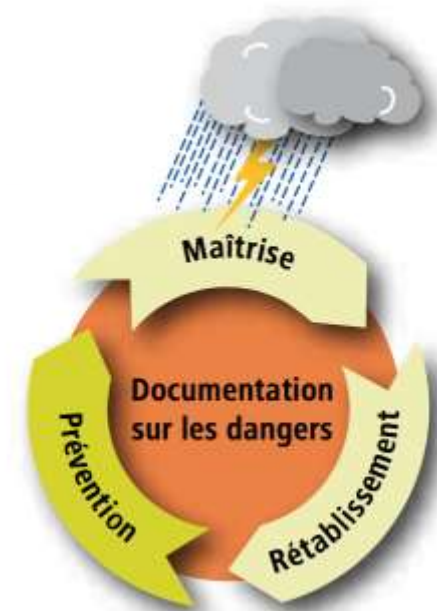 Maîtrise
Documentation
sur les dangers
Prévention
Rétablissement